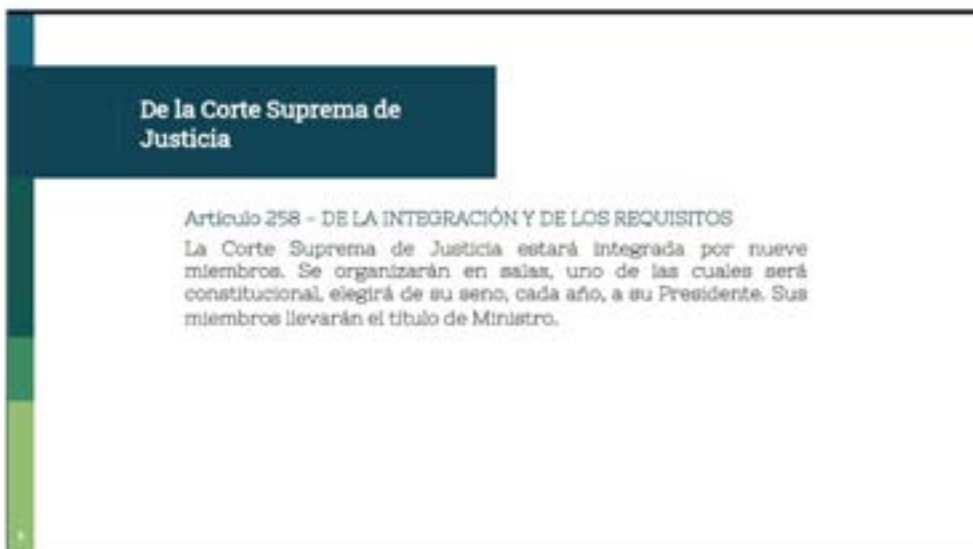 De la Corte Suprema de
Justicia
Artículo 258 – DE LA INTEGRACIÓN Y DE LOS REQUISITOS
La Corte Suprema de Justicia estará integrada por nueve
miembros. Se organizarán en salas, uno de las cuales será
constitucional, elegirá de su seno, cada año, a su Presidente. Sus
miembros llevarán el título de Ministro.